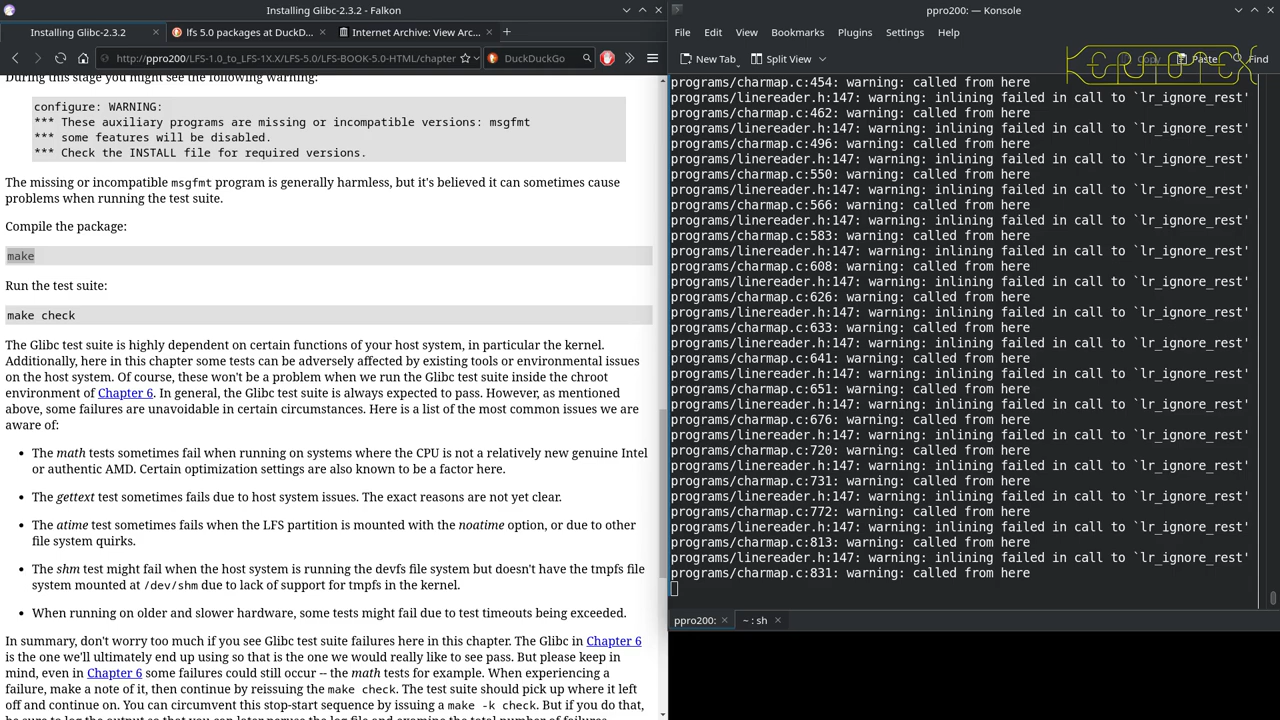 Installing Glibc-2.3.2 - Falkon
Installing Glibc-2.3.2
lfs 5.0 packages at DuckD...
Internet Archive: View Arc...
http://ppro200/LFS-1.0_to_LFS-1X.X/LFS-5.0/LFS-BOOK-5.0-HTML/chapter
DuckDuckGo
During this stage you might see the following warning:
configure: WARNING:
*** These auxiliary programs are missing or incompatible versions: msgfmt
*** some features will be disabled.
*** Check the INSTALL file for required versions.
The missing or incompatible msgfmt program is generally harmless, but it's believed it can sometimes cause
problems when running the test suite.
Compile the package:
make
Run the test suite:
make check
The Glibc test suite is highly dependent on certain functions of your host system, in particular the kernel.
Additionally, here in this chapter some tests can be adversely affected by existing tools or environmental issues
on the host system. Of course, these won't be a problem when we run the Glibc test suite inside the chroot
environment of Chapter 6. In general, the Glibc test suite is always expected to pass. However, as mentioned
above, some failures are unavoidable in certain circumstances. Here is a list of the most common issues we are
aware of:
• The math tests sometimes fail when running on systems where the CPU is not a relatively new genuine Intel
or authentic AMD. Certain optimization settings are also known to be a factor here.
• The gettext test sometimes fails due to host system issues. The exact reasons are not yet clear.
• The atime test sometimes fails when the LFS partition is mounted with the noatime option, or due to other
file system quirks.
• The shm test might fail when the host system is running the devfs file system but doesn't have the tmpfs file
system mounted at /dev/shm due to lack of support for tmpfs in the kernel.
• When running on older and slower hardware, some tests might fail due to test timeouts being exceeded.
In summary, don't worry too much if you see Glibc test suite failures here in this chapter. The Glibc in Chapter 6
is the one we'll ultimately end up using so that is the one we would really like to see pass. But please keep in
mind, even in Chapter 6 some failures could still occur -- the math tests for example. When experiencing a
failure, make a note of it, then continue by reissuing the make check. The test suite should pick up where it left
off and continue on. You can circumvent this stop-start sequence by issuing a make -k check. But if you do that,
be sure to log the output so that you can later peruse the log file and examine the total number of failures.
ppro200: — Konsole
File Edit View Bookmarks Plugins Settings Help
New Tab Split View Copy Paste Find
programs/charmap.c:454: warning: called from here
programs/linereader.h:147: warning: inlining failed in call to `lr_ignore_rest'
programs/charmap.c:462: warning: called from here
programs/linereader.h:147: warning: inlining failed in call to `lr_ignore_rest'
programs/charmap.c:496: warning: called from here
programs/linereader.h:147: warning: inlining failed in call to `lr_ignore_rest'
programs/charmap.c:550: warning: called from here
programs/linereader.h:147: warning: inlining failed in call to `lr_ignore_rest'
programs/charmap.c:566: warning: called from here
programs/linereader.h:147: warning: inlining failed in call to `lr_ignore_rest'
programs/charmap.c:583: warning: called from here
programs/linereader.h:147: warning: inlining failed in call to `lr_ignore_rest'
programs/charmap.c:608: warning: called from here
programs/linereader.h:147: warning: inlining failed in call to `lr_ignore_rest'
programs/charmap.c:626: warning: called from here
programs/linereader.h:147: warning: inlining failed in call to `lr_ignore_rest'
programs/charmap.c:633: warning: called from here
programs/linereader.h:147: warning: inlining failed in call to `lr_ignore_rest'
programs/charmap.c:641: warning: called from here
programs/linereader.h:147: warning: inlining failed in call to `lr_ignore_rest'
programs/charmap.c:651: warning: called from here
programs/linereader.h:147: warning: inlining failed in call to `lr_ignore_rest'
programs/charmap.c:676: warning: called from here
programs/linereader.h:147: warning: inlining failed in call to `lr_ignore_rest'
programs/charmap.c:720: warning: called from here
programs/linereader.h:147: warning: inlining failed in call to `lr_ignore_rest'
programs/charmap.c:731: warning: called from here
programs/linereader.h:147: warning: inlining failed in call to `lr_ignore_rest'
programs/charmap.c:772: warning: called from here
programs/linereader.h:147: warning: inlining failed in call to `lr_ignore_rest'
programs/charmap.c:813: warning: called from here
programs/linereader.h:147: warning: inlining failed in call to `lr_ignore_rest'
programs/charmap.c:831: warning: called from here
ppro200:
~ : sh